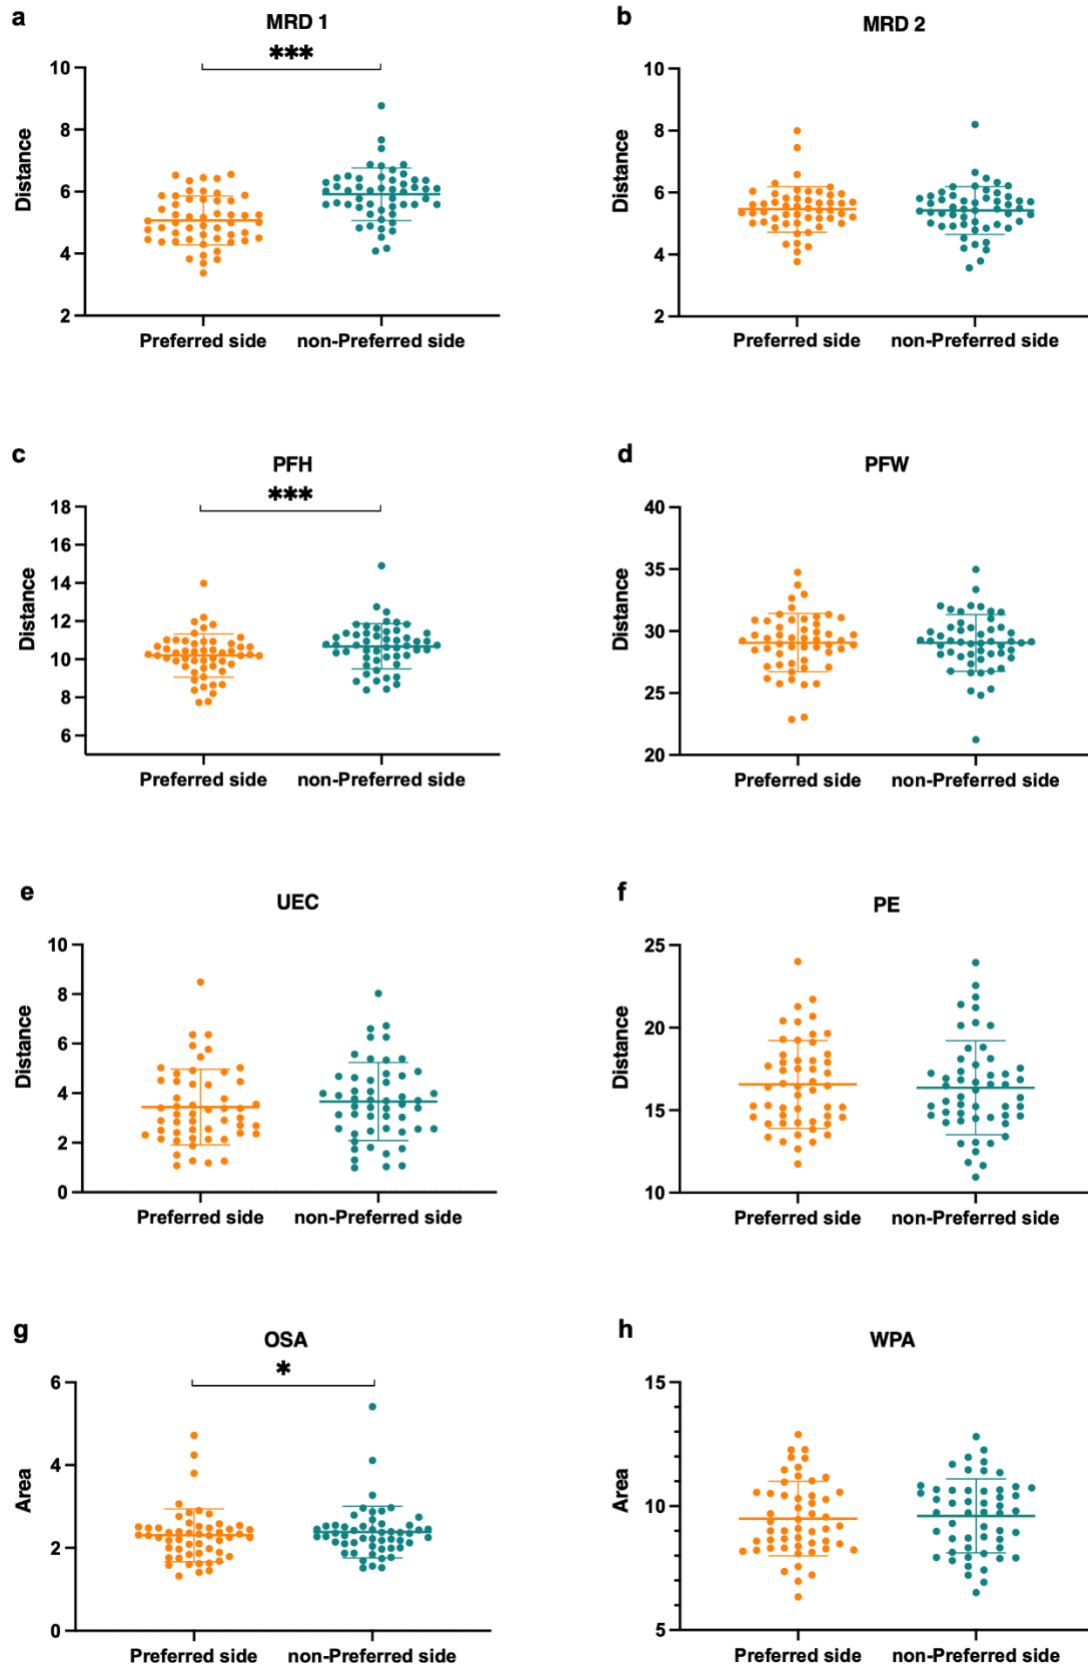 a
MRD 1
***
Distance
10
8
6
4
2
Preferred side
non-Preferred side
b
MRD 2
Distance
10
8
6
4
2
Preferred side
non-Preferred side
c
PFH
***
Distance
18
16
14
12
10
8
6
Preferred side
non-Preferred side
d
PFW
Distance
40
35
30
25
20
Preferred side
non-Preferred side
e
UEC
Distance
10
8
6
4
2
0
Preferred side
non-Preferred side
f
PE
Distance
25
20
15
10
Preferred side
non-Preferred side
g
OSA
*
Area
6
4
2
0
Preferred side
non-Preferred side
h
WPA
Area
15
10
5
Preferred side
non-Preferred side